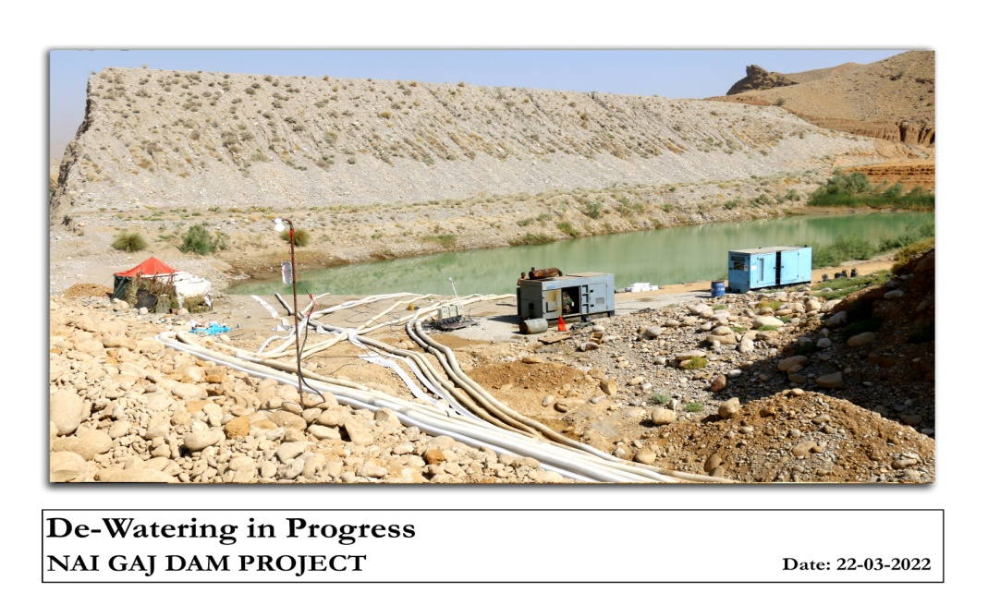 De-Watering in Progress
NAI GAJ DAM PROJECT
Date: 22-03-2022